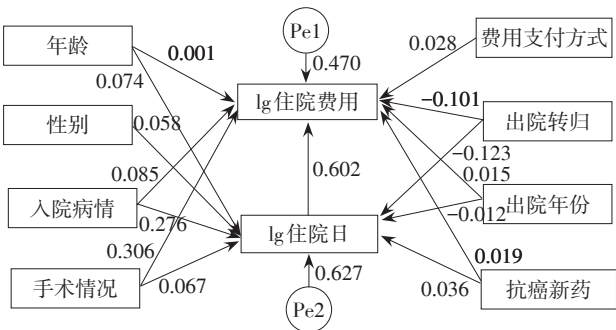 Pe1
年龄
0.001
0.470
0.028
费用支付方式
0.074
lg住院费用
-0.101
性别
0.058
出院转归
0.085
0.602
-0.123
0.015
入院病情
0.276
出院年份
-0.012
lg住院日
0.306
0.019
手术情况
0.067
0.627
0.036
抗癌新药
Pe2